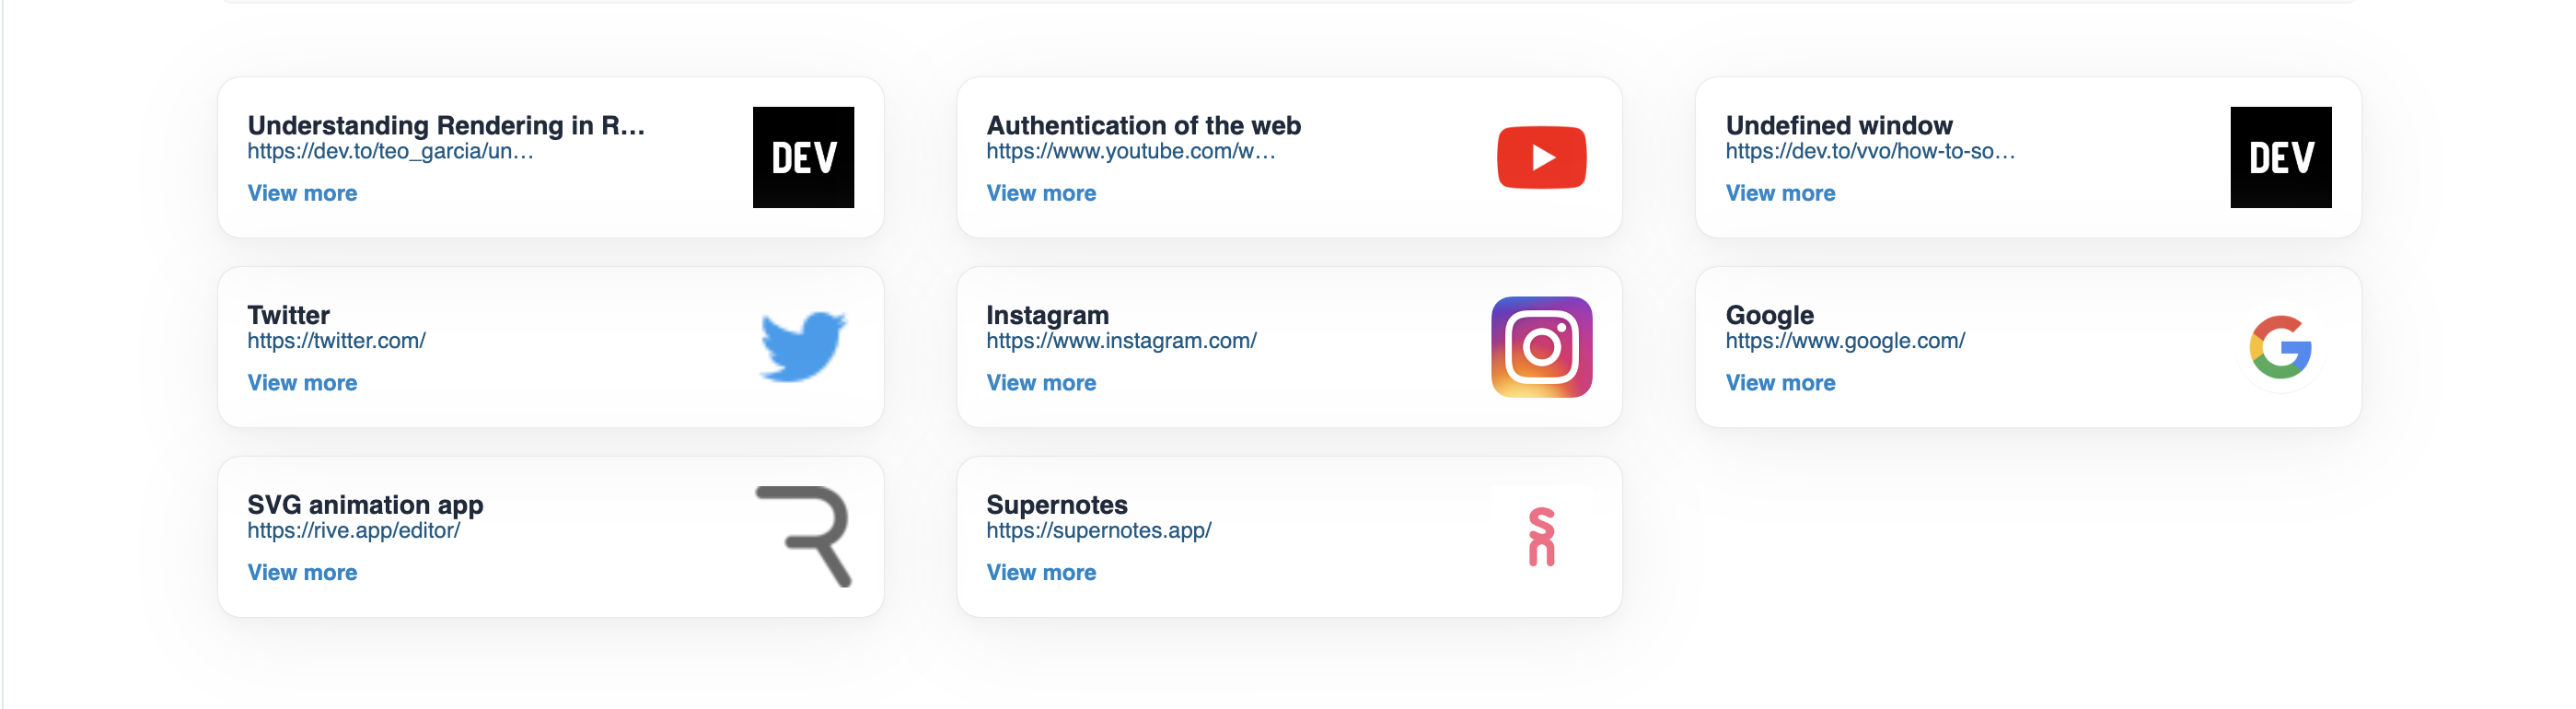 Understanding Rendering in R...
https://dev.to/teo_garcia/un...
View more
DEV
Authentication of the web
https://www.youtube.com/w...
View more
Undefined window
https://dev.to/vvo/how-to-so...
View more
DEV
Twitter
https://twitter.com/
View more
Instagram
https://www.instagram.com/
View more
Google
https://www.google.com/
View more
G
SVG animation app
https://rive.app/editor/
View more
R
Supernotes
https://supernotes.app/
View more
sn